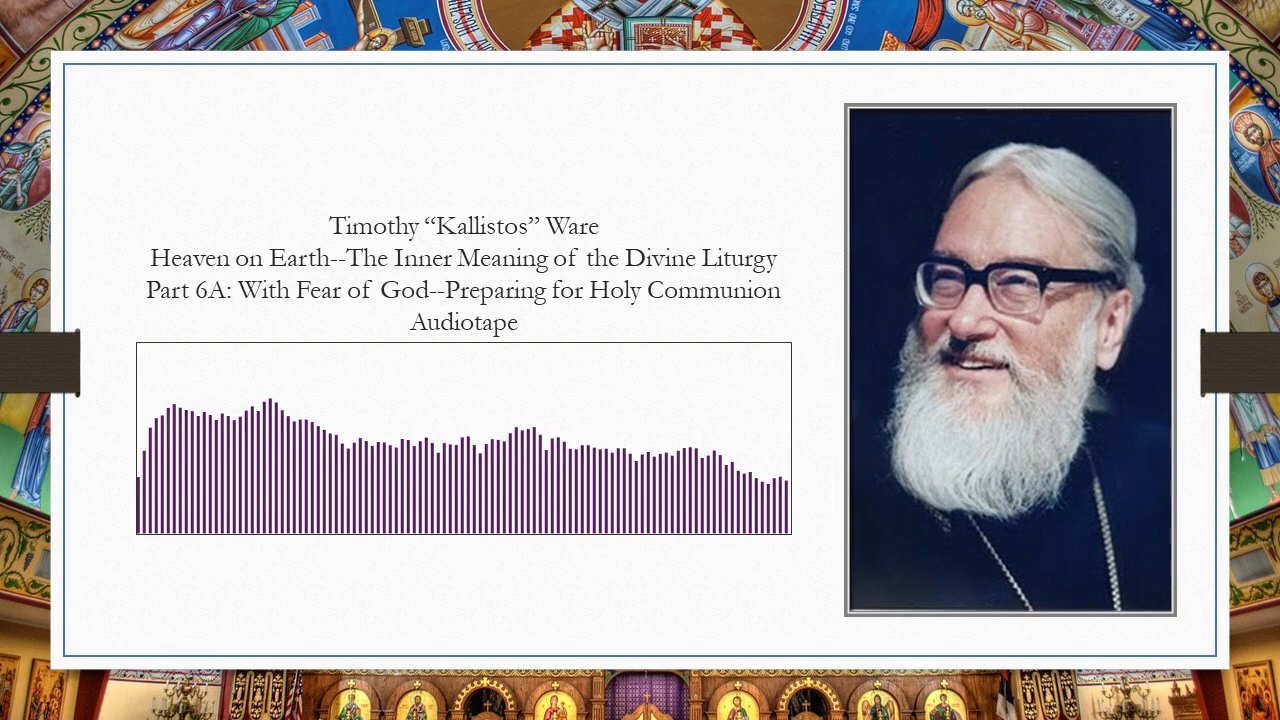 Timothy “Kallistos” Ware
Heaven on Earth--The Inner Meaning of the Divine Liturgy
Part 6A: With Fear of God--Preparing for Holy Communion
Audiotape